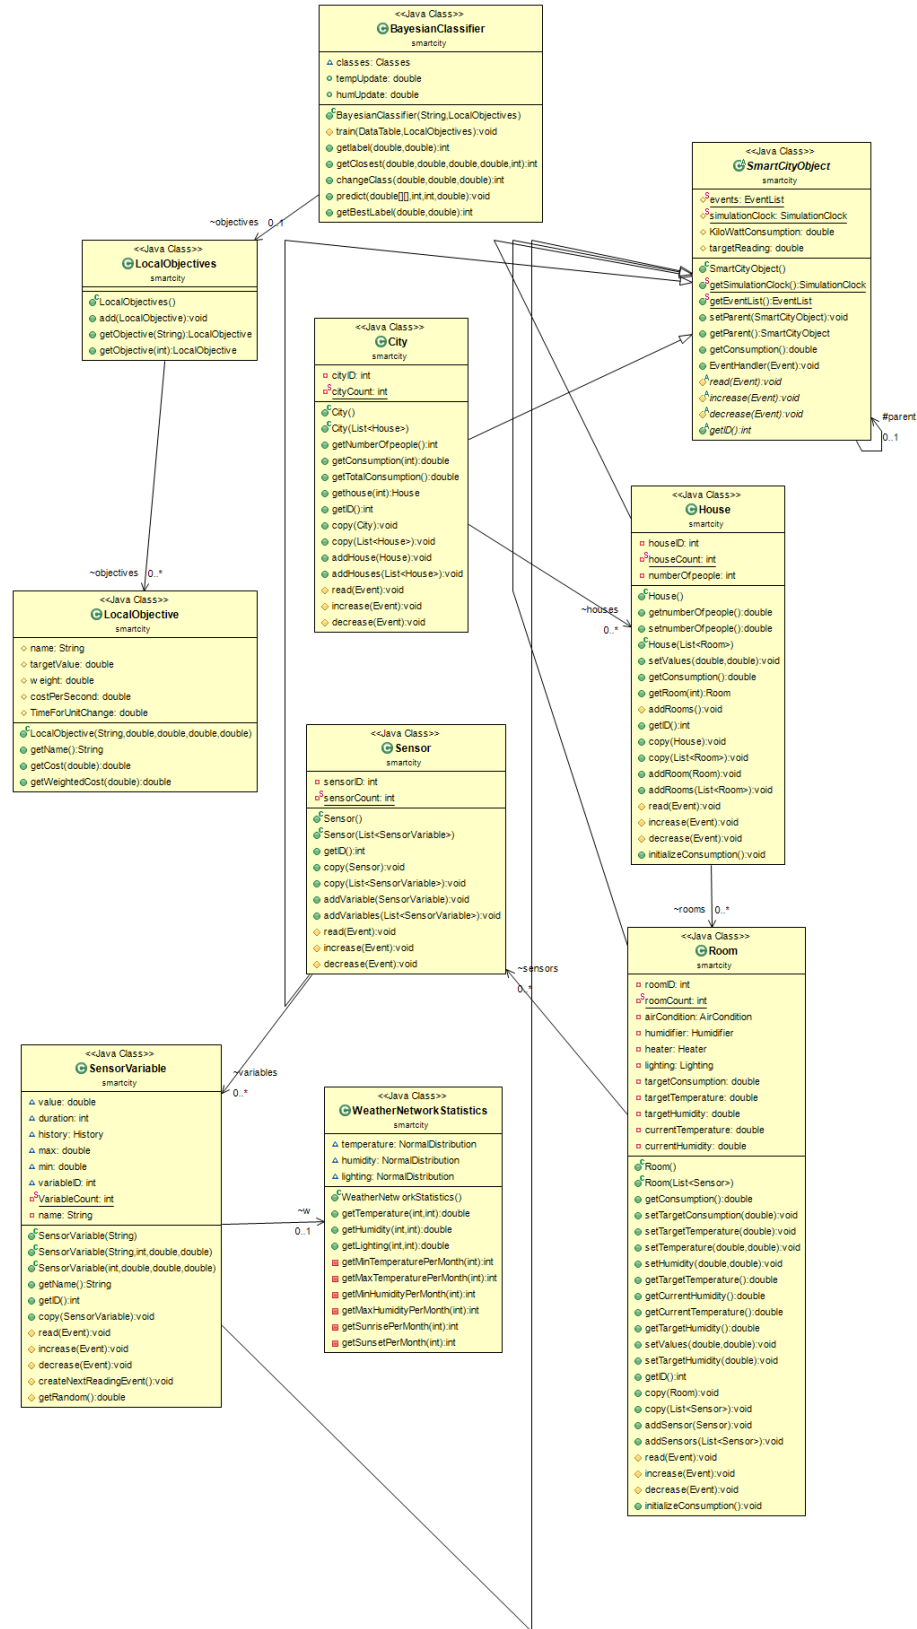 <<Java Class>>
BayesianClassifier
smartcity
classes: Classes
tempUpdate: double
humUpdate: double
BayesianClassifier(String,LocalObjectives)
train(DataTable,LocalObjectives):void
getlabel(double,double):int
getClosest(double,double,double,double,int):int
changeClass(double,double,double):int
predict(double[][],int,int,double):void
getBestLabel(double,double):int
~objectives 0..1
<<Java Class>>
SmartCityObject
smartcity
events: EventList
simulationClock: SimulationClock
KiloWattConsumption: double
targetReading: double
SmartCityObject()
getSimulationClock():SimulationClock
getEventList():EventList
setParent(SmartCityObject):void
getParent():SmartCityObject
getConsumption():double
EventHandler(Event):void
read(Event):void
increase(Event):void
decrease(Event):void
getID():int
#parent
0..1
<<Java Class>>
LocalObjectives
smartcity
LocalObjectives()
add(LocalObjective):void
getObjective(String):LocalObjective
getObjective(int):LocalObjective
~objectives 0..*
<<Java Class>>
City
smartcity
cityID: int
cityCount: int
City()
City(List<House>)
getNumberOfpeople():int
getConsumption(int):double
getTotalConsumption():double
gethouse(int):House
getID():int
copy(City):void
copy(List<House>):void
addHouse(House):void
addHouses(List<House>):void
read(Event):void
increase(Event):void
decrease(Event):void
~houses
0..*
<<Java Class>>
House
smartcity
houseID: int
houseCount: int
numberOfpeople: int
House()
getnumberOfpeople():double
setnumberOfpeople():double
House(List<Room>)
setValues(double,double):void
getConsumption():double
getRoom(int):Room
addRooms():void
getID():int
copy(House):void
copy(List<Room>):void
addRoom(Room):void
addRooms(List<Room>):void
read(Event):void
increase(Event):void
decrease(Event):void
initializeConsumption():void
~rooms 0..*
<<Java Class>>
LocalObjective
smartcity
name: String
targetValue: double
weight: double
costPerSecond: double
TimeForUnitChange: double
LocalObjective(String,double,double,double,double)
getName():String
getCost(double):double
getWeightedCost(double):double
<<Java Class>>
Sensor
smartcity
sensorID: int
sensorCount: int
Sensor()
Sensor(List<SensorVariable>)
getID():int
copy(Sensor):void
copy(List<SensorVariable>):void
addVariable(SensorVariable):void
addVariables(List<SensorVariable>):void
read(Event):void
increase(Event):void
decrease(Event):void
~sensors
0..*
~variables
0..*
<<Java Class>>
Room
smartcity
roomID: int
roomCount: int
airCondition: AirCondition
humidifier: Humidifier
heater: Heater
lighting: Lighting
targetConsumption: double
targetTemperature: double
targetHumidity: double
currentTemperature: double
currentHumidity: double
Room()
Room(List<Sensor>)
getConsumption():double
setTargetConsumption(double):void
setTargetTemperature(double):void
setTemperature(double,double):void
setHumidity(double,double):void
getTargetTemperature():double
getCurrentHumidity():double
getCurrentTemperature():double
getTargetHumidity():double
setValues(double,double):void
setTargetHumidity(double):void
getID():int
copy(Room):void
copy(List<Sensor>):void
addSensor(Sensor):void
addSensors(List<Sensor>):void
read(Event):void
increase(Event):void
decrease(Event):void
initializeConsumption():void
<<Java Class>>
SensorVariable
smartcity
value: double
duration: int
history: History
max: double
min: double
variableID: int
VariableCount: int
name: String
SensorVariable(String)
SensorVariable(String,int,double,double)
SensorVariable(int,double,double,double)
getName():String
getID():int
copy(SensorVariable):void
read(Event):void
increase(Event):void
decrease(Event):void
createNextReadingEvent():void
getRandom():double
~w
0..1
<<Java Class>>
WeatherNetworkStatistics
smartcity
temperature: NormalDistribution
humidity: NormalDistribution
lighting: NormalDistribution
WeatherNetworkStatistics()
getTemperature(int,int):double
getHumidity(int,int):double
getLighting(int,int):double
getMinTemperaturePerMonth(int):int
getMaxTemperaturePerMonth(int):int
getMinHumidityPerMonth(int):int
getMaxHumidityPerMonth(int):int
getSunrisePerMonth(int):int
getSunsetPerMonth(int):int